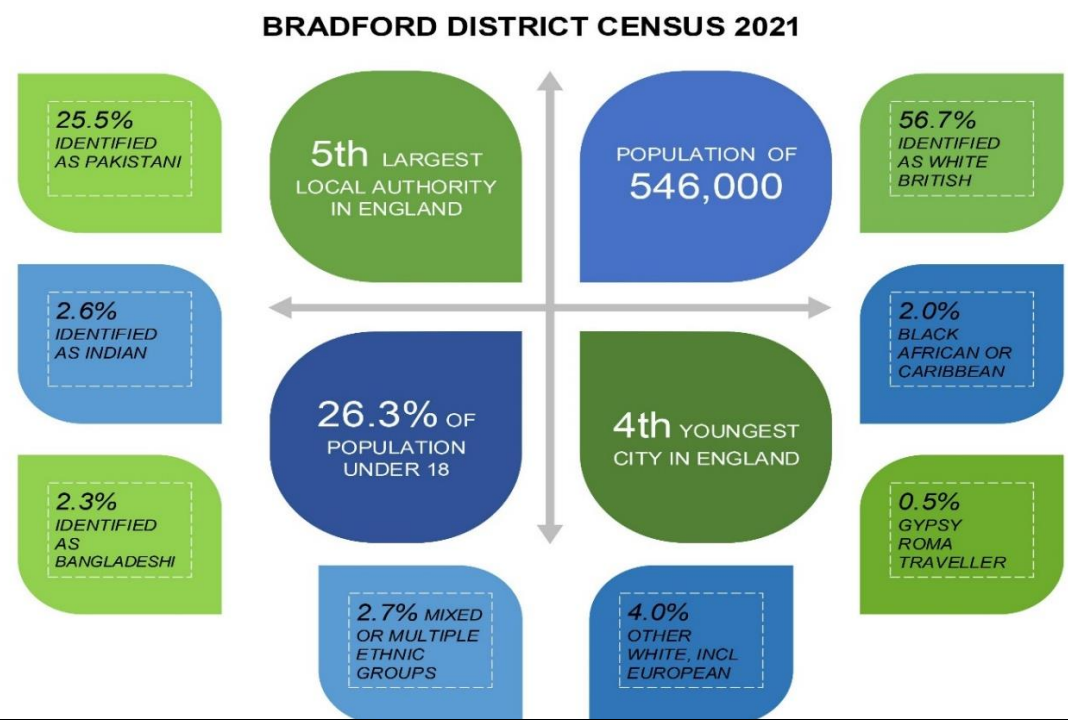 BRADFORD DISTRICT CENSUS 2021
25.5%
IDENTIFIED
AS PAKISTANI
5th LARGEST
LOCAL AUTHORITY
IN ENGLAND
POPULATION OF
546,000
56.7%
IDENTIFIED
AS WHITE
BRITISH
2.6%
IDENTIFIED
AS INDIAN
2.0%
BLACK
AFRICAN OR
CARIBBEAN
26.3% OF
POPULATION
UNDER 18
4th YOUNGEST
CITY IN ENGLAND
2.3%
IDENTIFIED
AS
BANGLADESHI
0.5%
GYPSY
ROMA
TRAVELLER
2.7% MIXED
OR MULTIPLE
ETHNIC
GROUPS
4.0%
OTHER
WHITE, INCL
EUROPEAN